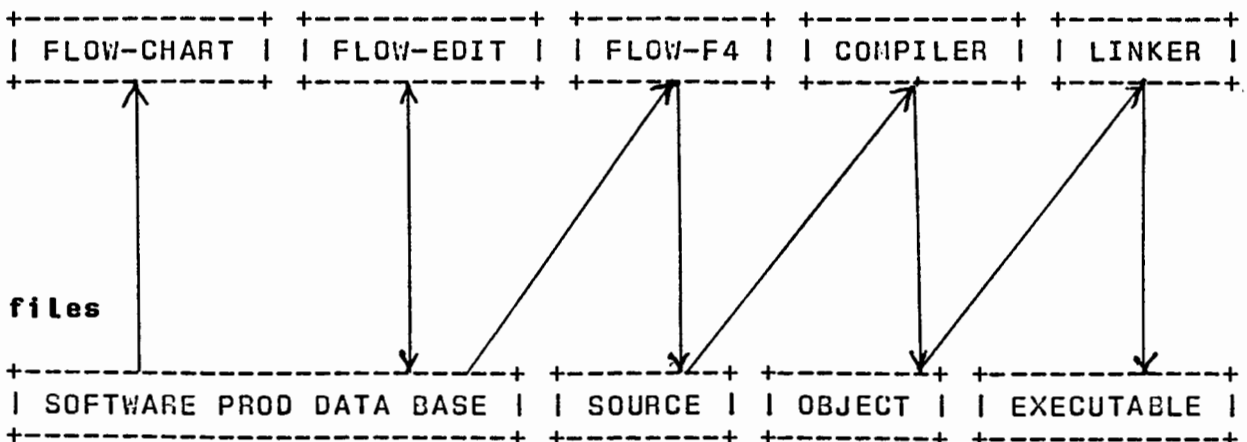 FLOW-CHART FLOW-EDIT FLOW-F4 COMPILER LINKER
files
SOFTWARE PROD DATA BASE SOURCE OBJECT EXECUTABLE